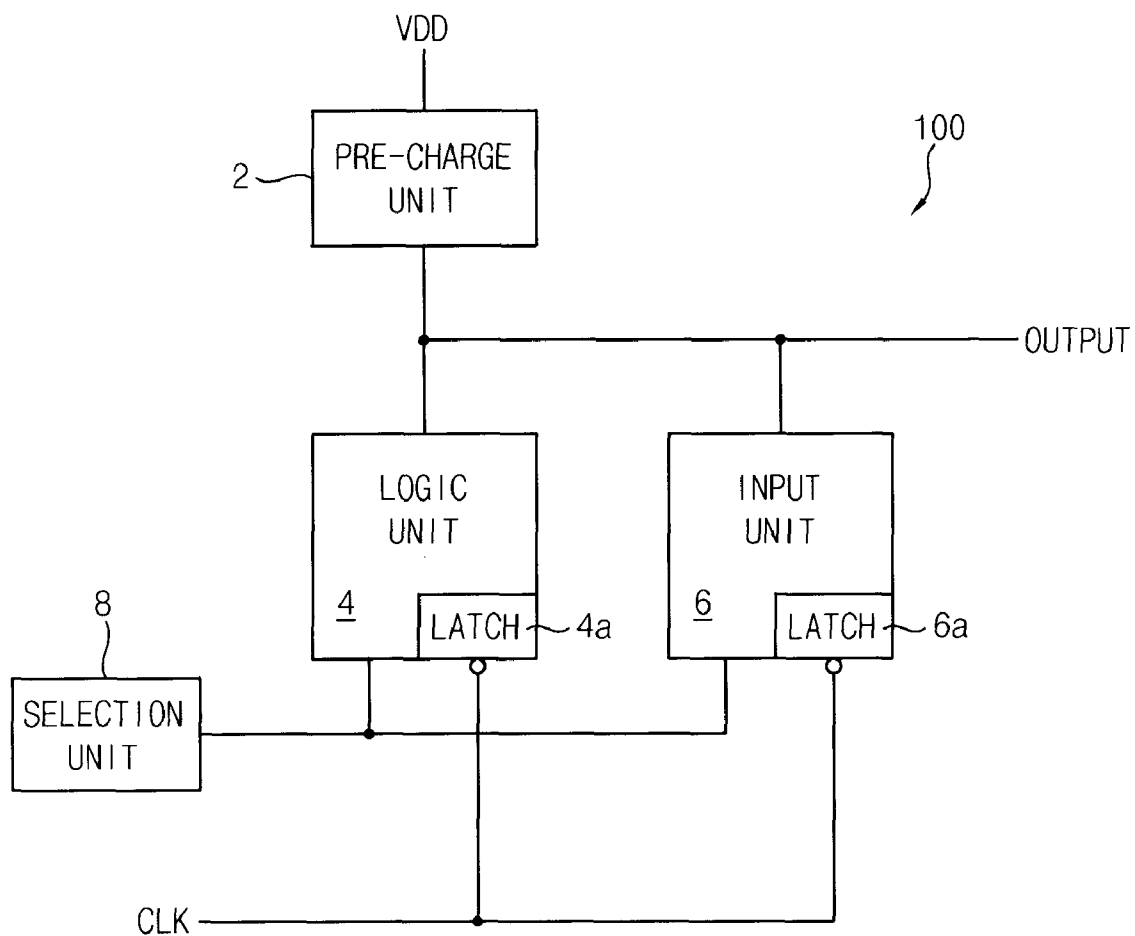 VDD
100
PRE-CHARGE
UNIT
2
OUTPUT
LOGIC
UNIT
4
LATCH
4a
INPUT
UNIT
6
LATCH
6a
8
SELECTION
UNIT
CLK